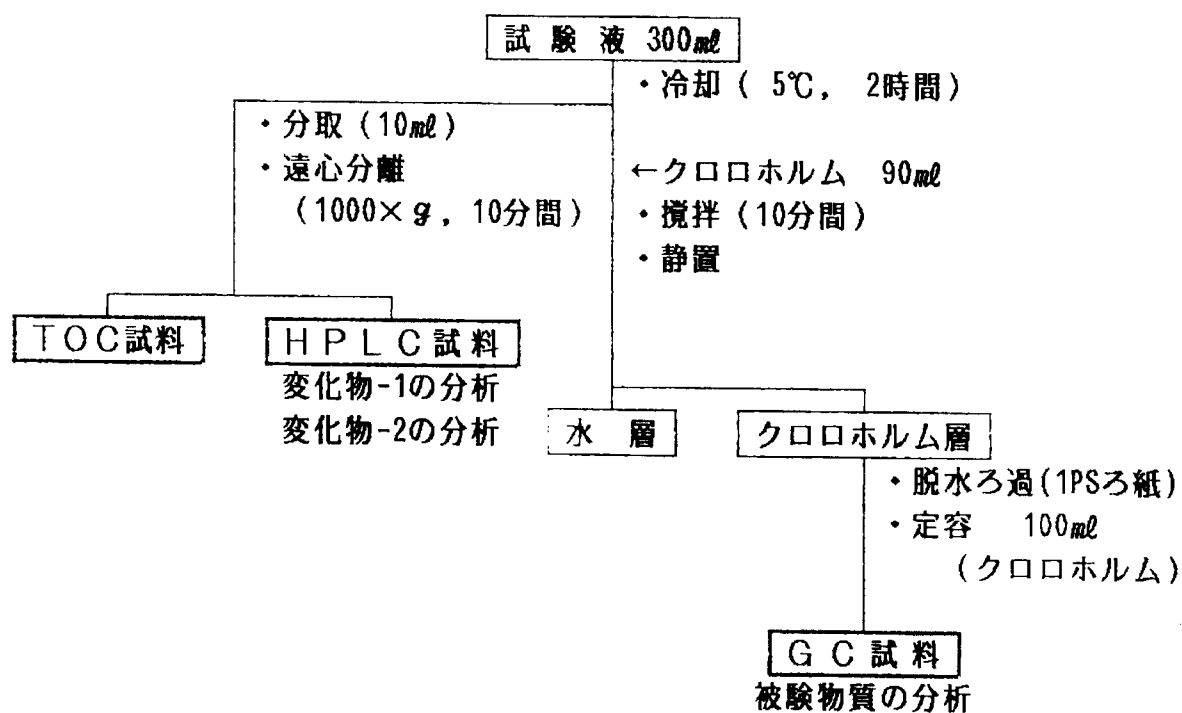 試験液 300㎖
・冷却（ 5℃， 2時間）
・分取（10㎖）
・遠心分離
（1000×g，10分間）
←クロロホルム 90㎖
・攪拌（10分間）
・静置
TOC試料
HPLC試料
変化物-1の分析
変化物-2の分析
水 層
クロロホルム層
・脱水ろ過(1PSろ紙)
・定容 100㎖
（クロロホルム）
GC試料
被験物質の分析